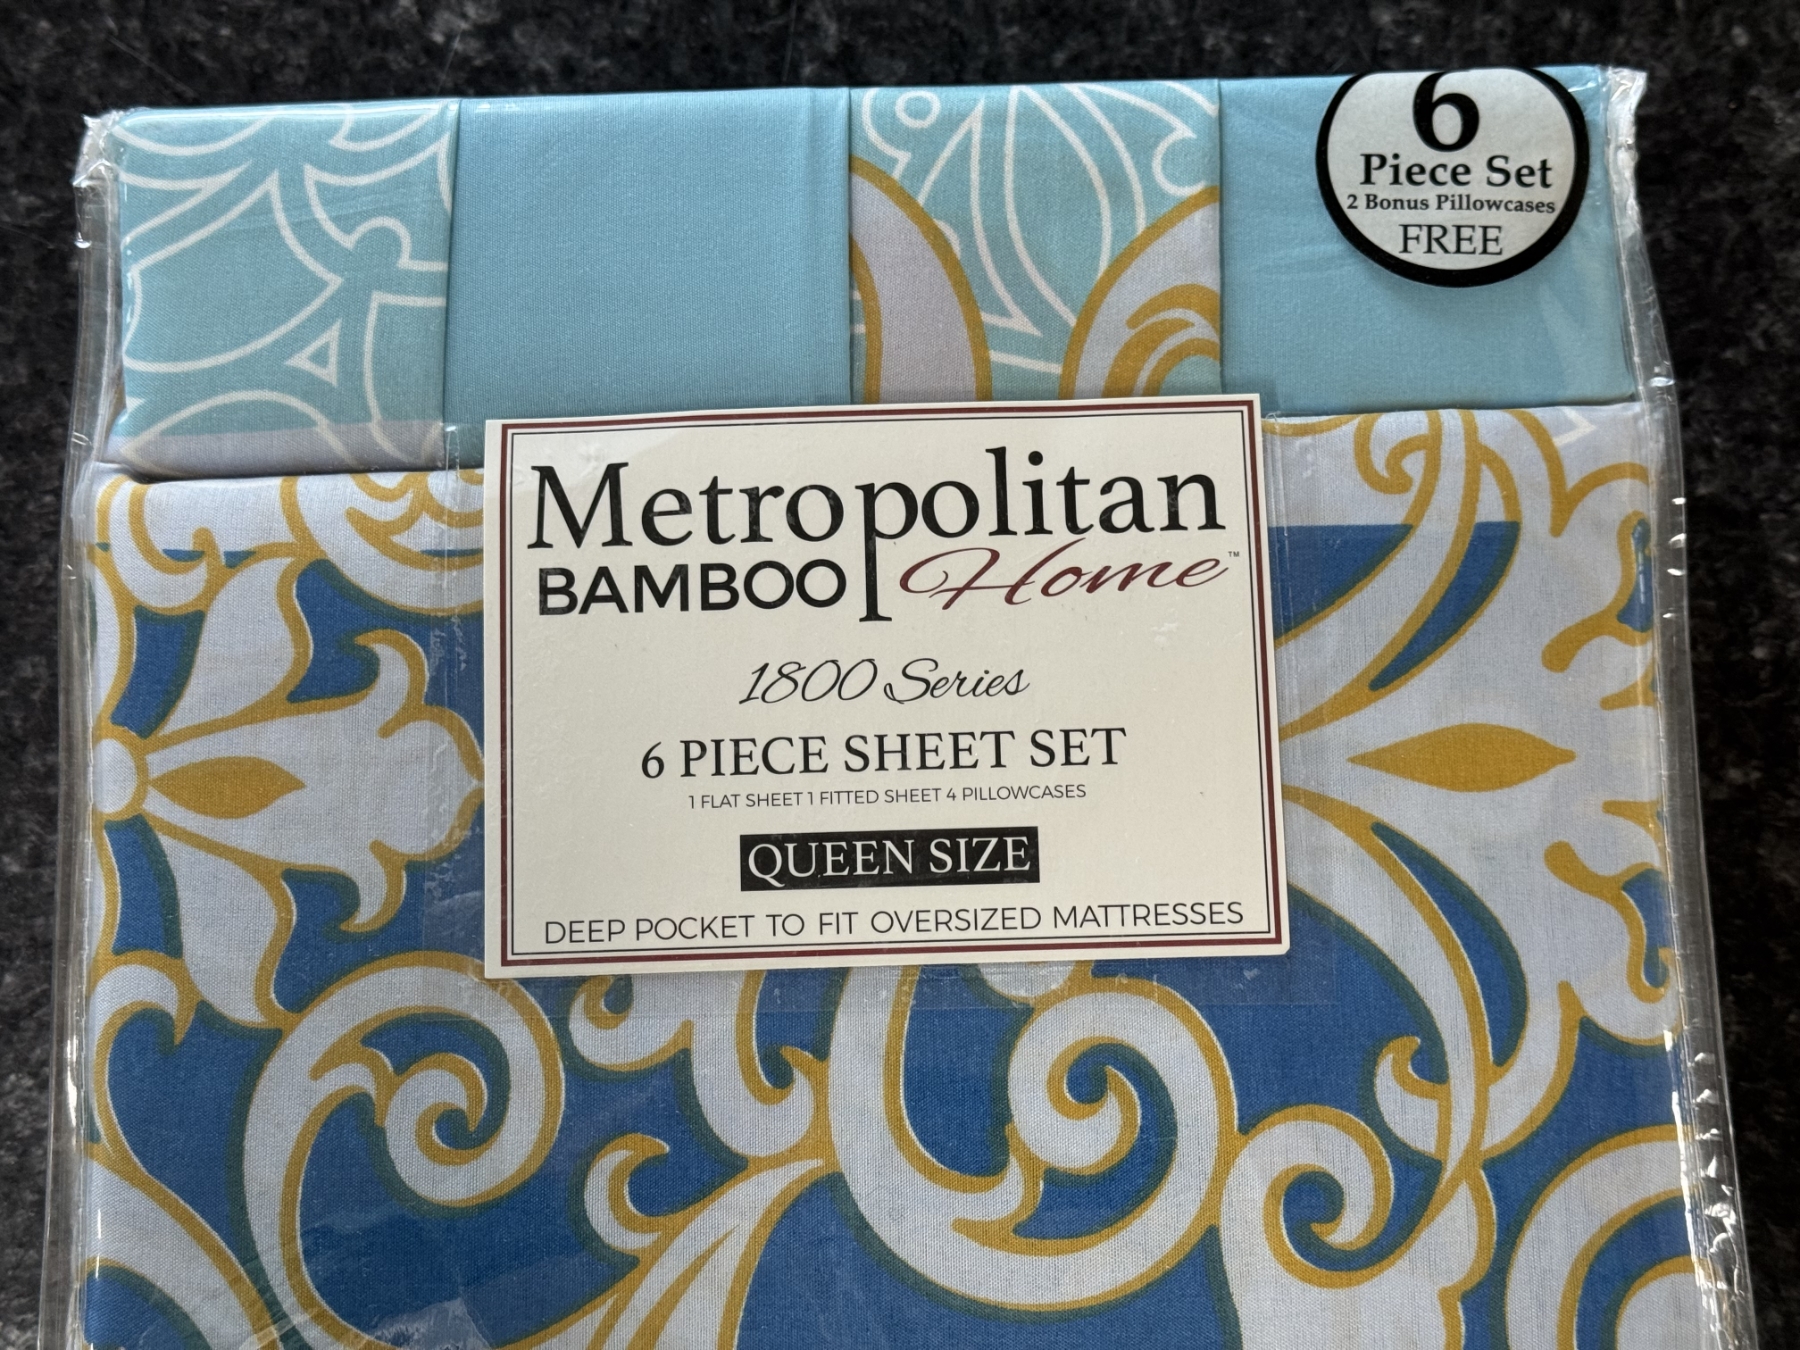 6
Piece Set
2 Bonus Pillowcases
FREE
Metropolitan
BAMBOO Home™
1800 Series
6 PIECE SHEET SET
1 FLAT SHEET 1 FITTED SHEET 4 PILLOWCASES
QUEEN SIZE
DEEP POCKET TO FIT OVERSIZED MATTRESSES